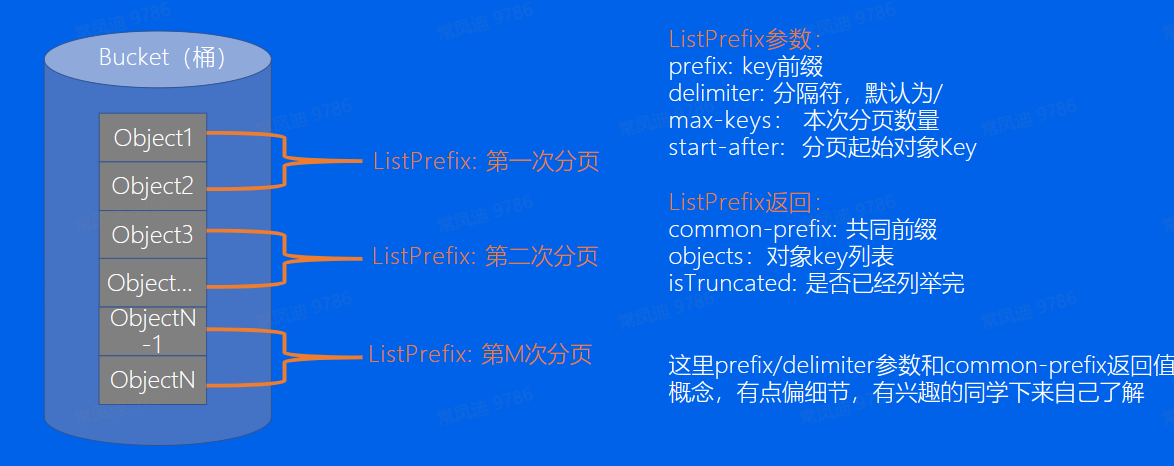 Bucket（桶）
Object1
Object2
Object3
Object...
ObjectN
-1
ObjectN
ListPrefix: 第一次分页
ListPrefix: 第二次分页
ListPrefix: 第M次分页
ListPrefix参数：
prefix: key前缀
delimiter: 分隔符，默认为/
max-keys： 本次分页数量
start-after： 分页起始对象Key
ListPrefix返回：
common-prefix: 共同前缀
objects：对象key列表
isTruncated: 是否已经列举完
这里prefix/delimiter参数和common-prefix返回值
概念，有点偏细节，有兴趣的同学下来自己了解